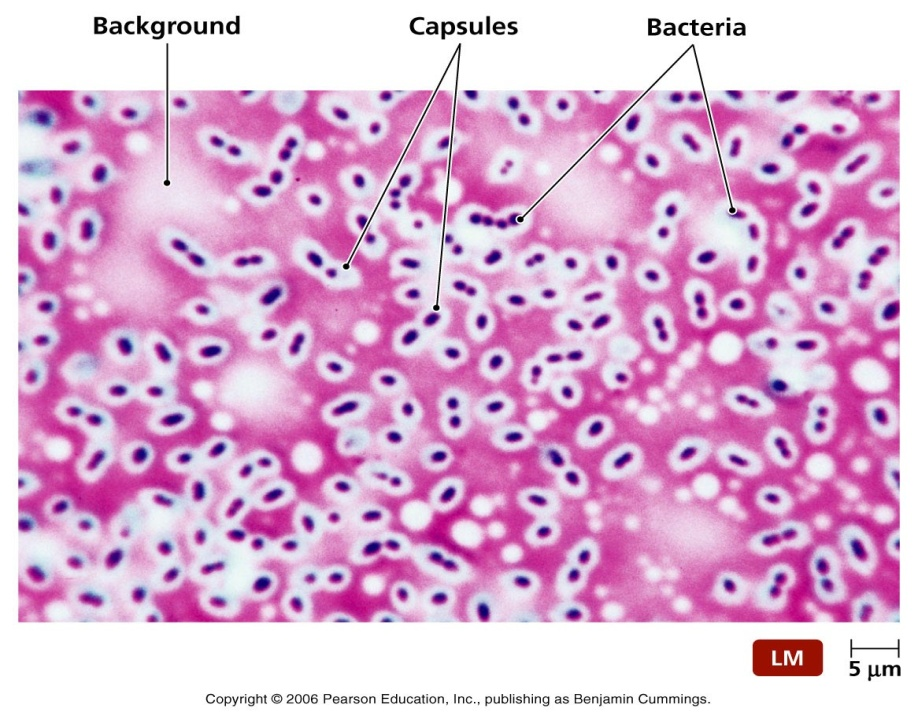 Background Capsules Bacteria
LM
5 µm
Copyright © 2006 Pearson Education, Inc., publishing as Benjamin Cummings.